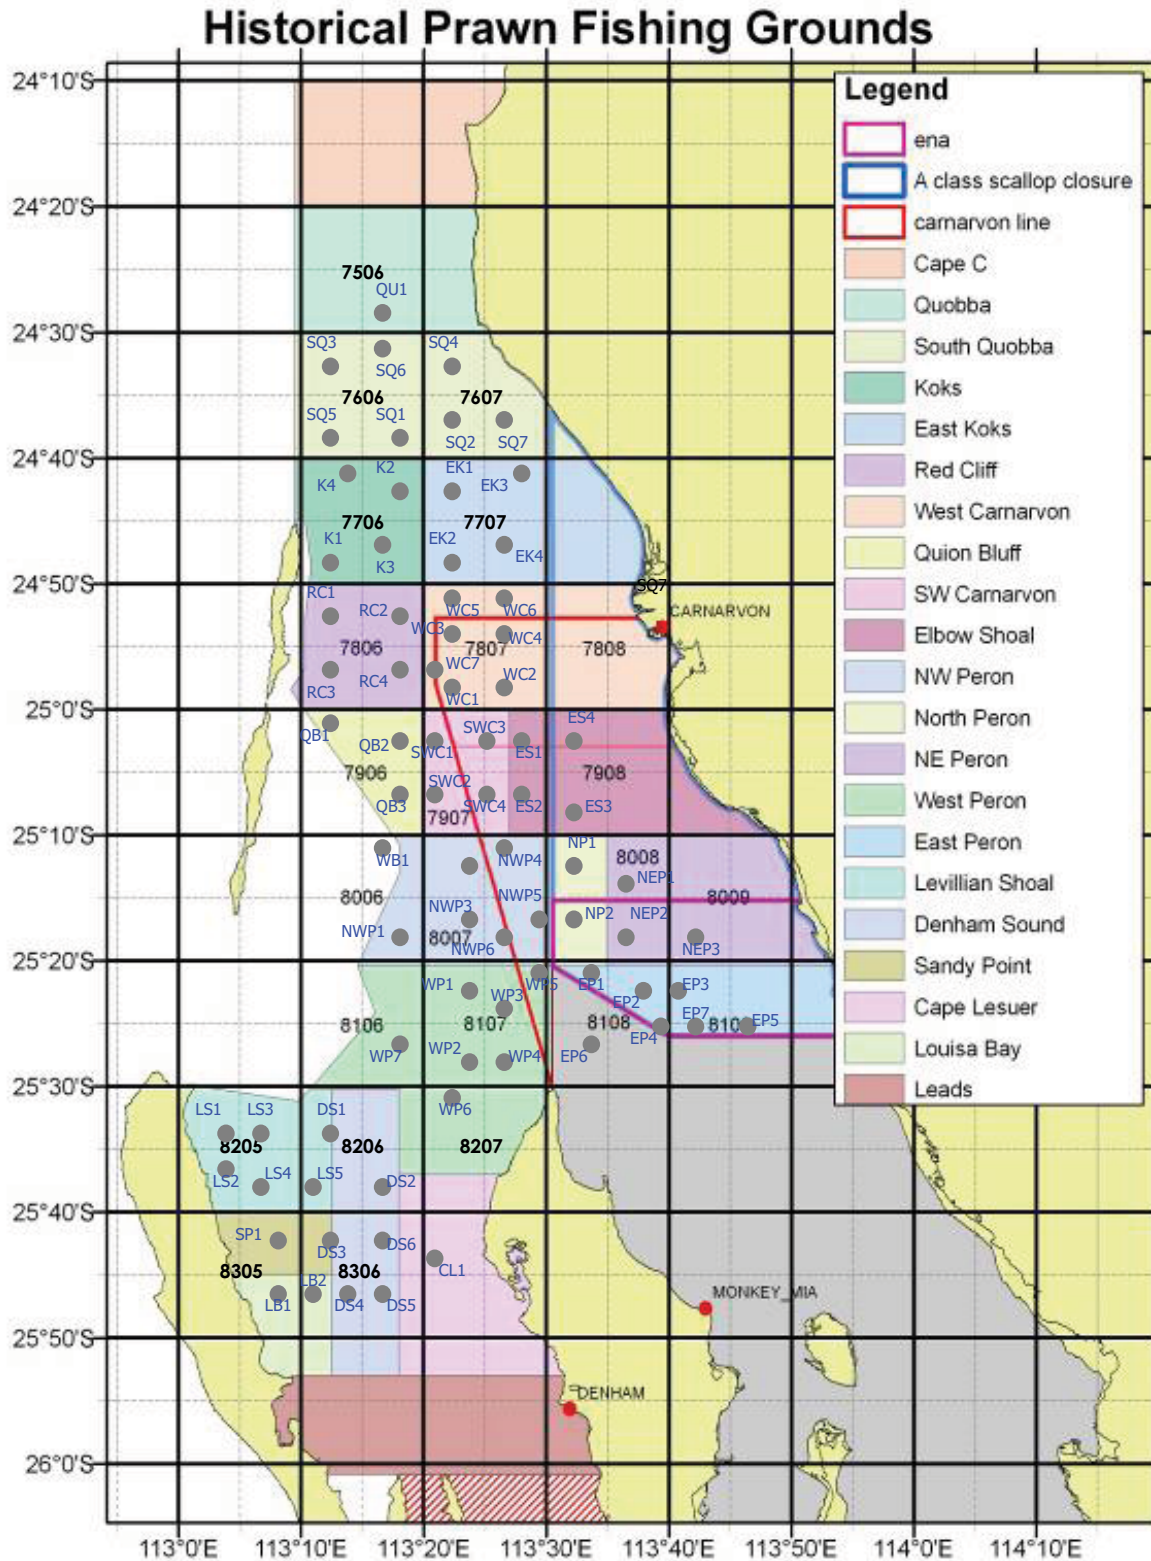 Historical Prawn Fishing Grounds
24°10'S
24°20'S
24°30'S
24°40'S
24°50'S
25°0'S
25°10'S
25°20'S
25°30'S
25°40'S
25°50'S
26°0'S
7506
QU1
SQ3
SQ6
SQ4
7606
7607
SQ5
SQ1
SQ2
SQ7
K4
K2
EK1
EK3
7706
7707
K1
K3
EK2
EK4
SQ7
CARNARVON
RC1
RC2
WC5
WC6
WC3
WC4
7806
7807
7808
RC3
RC4
WC7
WC2
WC1
QB1
QB2
SWC1
SWC3
ES1
ES4
7906
SWC2
7908
QB3
7907
SWC4
ES2
ES3
WB1
NWP4
NP1
8008
NEP1
8006
NWP3
NWP5
NP2
NEP2
8009
NWP1
8007
NWP6
NEP3
WP1
WP3
WP5
EP1
EP2
EP3
8106
8107
8108
EP4
EP7
810
EP5
WP7
WP2
WP4
EP6
WP6
LS1
LS3
DS1
8205
8206
8207
LS2
LS4
LS5
DS2
SP1
DS3
DS6
8305
LB2
8306
CL1
LB1
DS4
DS5
MONKEY_MIA
DENHAM
Legend
ena
A class scallop closure
carnarvon line
Cape C
Quobba
South Quobba
Koks
East Koks
Red Cliff
West Carnarvon
Quion Bluff
SW Carnarvon
Elbow Shoal
NW Peron
North Peron
NE Peron
West Peron
East Peron
Levillian Shoal
Denham Sound
Sandy Point
Cape Lesuer
Louisa Bay
Leads
113°0'E
113°10'E
113°20'E
113°30'E
113°40'E
113°50'E
114°0'E
114°10'E